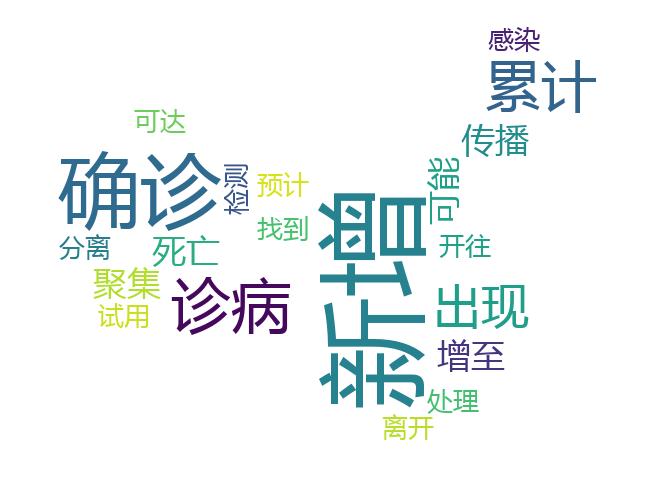 感染
累计
可达
传播
确诊
检测
预计
可能
新增
找到
分离
死亡
开往
聚集
诊病
出现
试用
增至
处理
离开